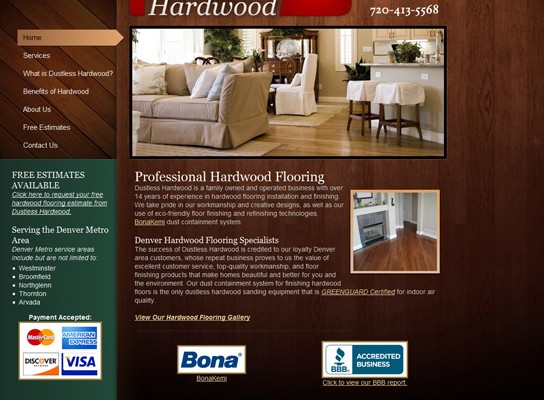 Hardwood
720-413-5568
Home
Services
What is Dustless Hardwood?
Benefits of Hardwood
About Us
Free Estimates
Contact Us
FREE ESTIMATES
AVAILABLE
Click here to request your free
hardwood flooring estimate from
Dustless Hardwood.
Serving the Denver Metro
Area
Denver Metro service areas
include but are not limited to:
Westminster
Broomfield
Northglenn
Thornton
Arvada
Payment Accepted:
MasterCard
AMERICAN
EXPRESS
DISCOVER
VISA
Professional Hardwood Flooring
Dustless Hardwood is a family owned and operated business with over
14 years of experience in hardwood flooring installation and finishing.
We take pride in our workmanship and creative designs, as well as our
use of eco-friendly floor finishing and refinishing technologies.
BonaKemi dust containment system.
Denver Hardwood Flooring Specialists
The success of Dustless Hardwood is credited to our loyalty Denver
area customers, whose repeat business proves to us the value of
excellent customer service, top-quality workmanship, and floor
finishing products that make homes beautiful and better for you and
the environment. Our dust containment system for finishing hardwood
floors is the only dustless hardwood sanding equipment that is GREENGUARD Certified for indoor air
quality.
View Our Hardwood Flooring Gallery
Bona®
BonaKemi
BBB
ACCREDITED
BUSINESS
Click to view our BBB report.